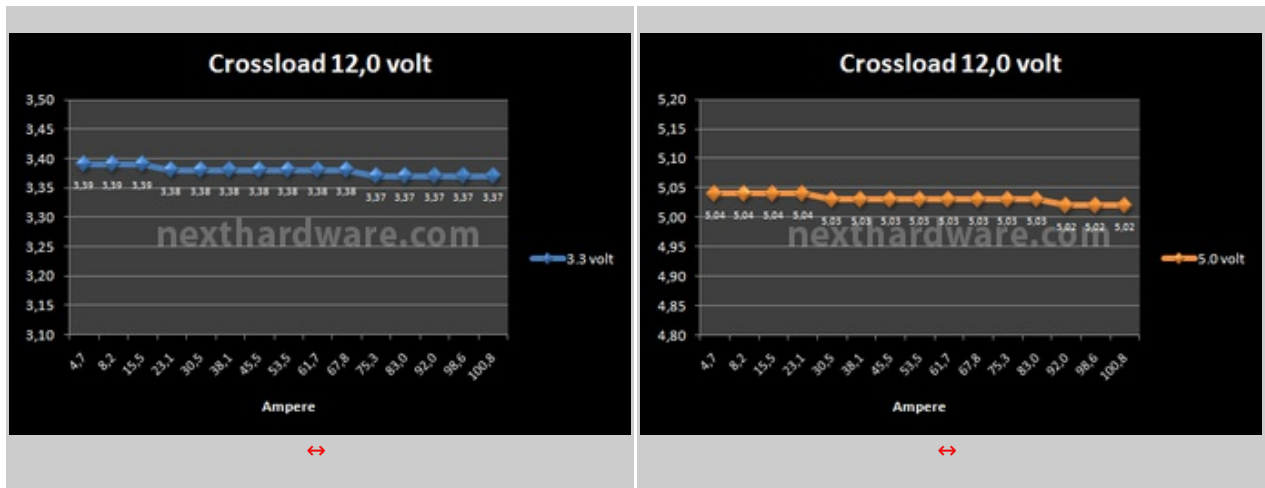 Crossload 12,0 volt
3,50
3,45
3,40
3,35
3,30
3,25
3,20
3,15
3,10
3,39 3,39 3,39 3,38 3,38 3,38 3,38 3,38 3,38 3,38 3,37 3,37 3,37 3,37 3,37
nexthardware.com
3.3 volt
4,7 8,2 15,5 23,1 30,5 38,1 45,5 53,5 61,7 67,8 75,3 83,0 92,0 98,6 100,8
Ampere
Crossload 12,0 volt
5,20
5,15
5,10
5,05
5,00
4,95
4,90
4,85
4,80
5,04 5,04 5,04 5,04 5,03 5,03 5,03 5,03 5,03 5,03 5,03 5,03 5,02 5,02 5,02
nexthardware.com
5.0 volt
4,7 8,2 15,5 23,1 30,5 38,1 45,5 53,5 61,7 67,8 75,3 83,0 92,0 98,6 100,8
Ampere